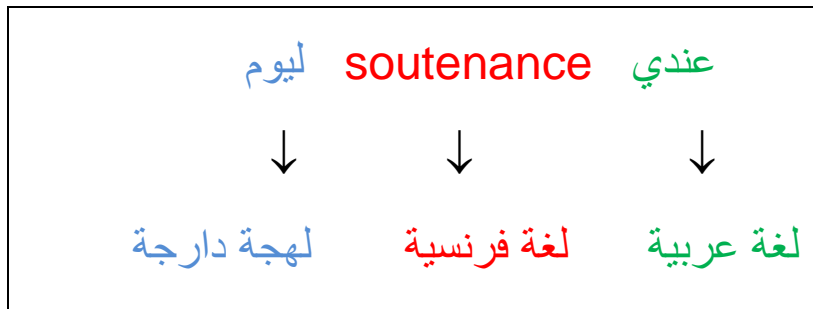 عندي soutenance ليوم
↓ ↓ ↓
لغة عربية لغة فرنسية لهجة دارجة